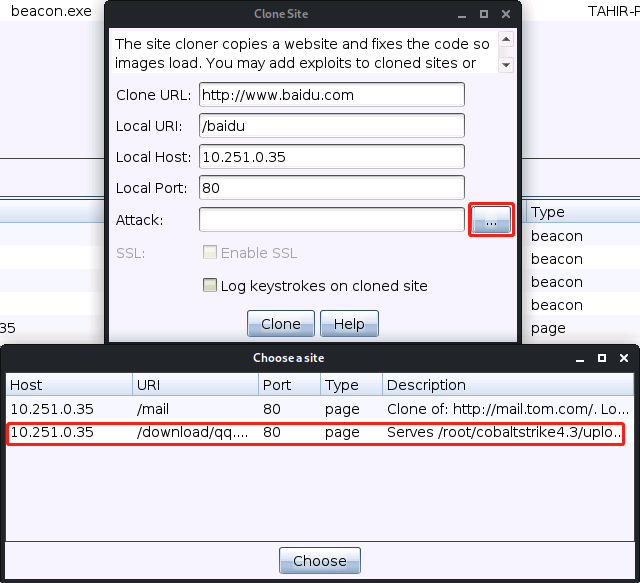 beacon.exe
Clone Site
TAHIR-P
The site cloner copies a website and fixes the code so
images load. You may add exploits to cloned sites or
Clone URL: http://www.baidu.com
Local URI: /baidu
Local Host: 10.251.0.35
Local Port: 80
Attack: ...
Type
beacon
SSL: Enable SSL
beacon
beacon
Log keystrokes on cloned site
beacon
35
Clone Help
page
Choose a site
Host URI Port Type Description
10.251.0.35 /mail 80 page Clone of: http://mail.tom.com/. Lo...
10.251.0.35 /download/qq.... 80 page Serves /root/cobaltstrike4.3/uplo...
Choose